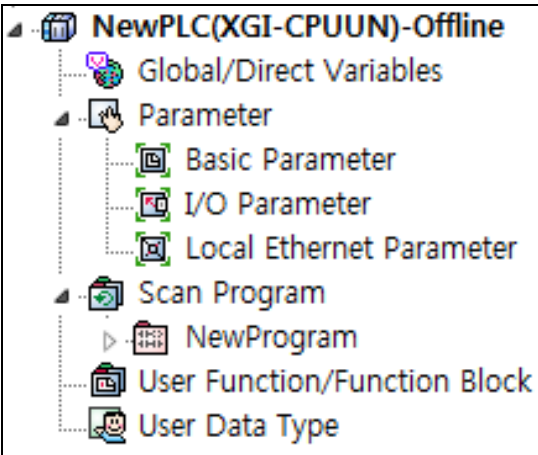 NewPLC(XGI-CPUUN)-Offline
Global/Direct Variables
Parameter
Basic Parameter
I/O Parameter
Local Ethernet Parameter
Scan Program
NewProgram
User Function/Function Block
User Data Type